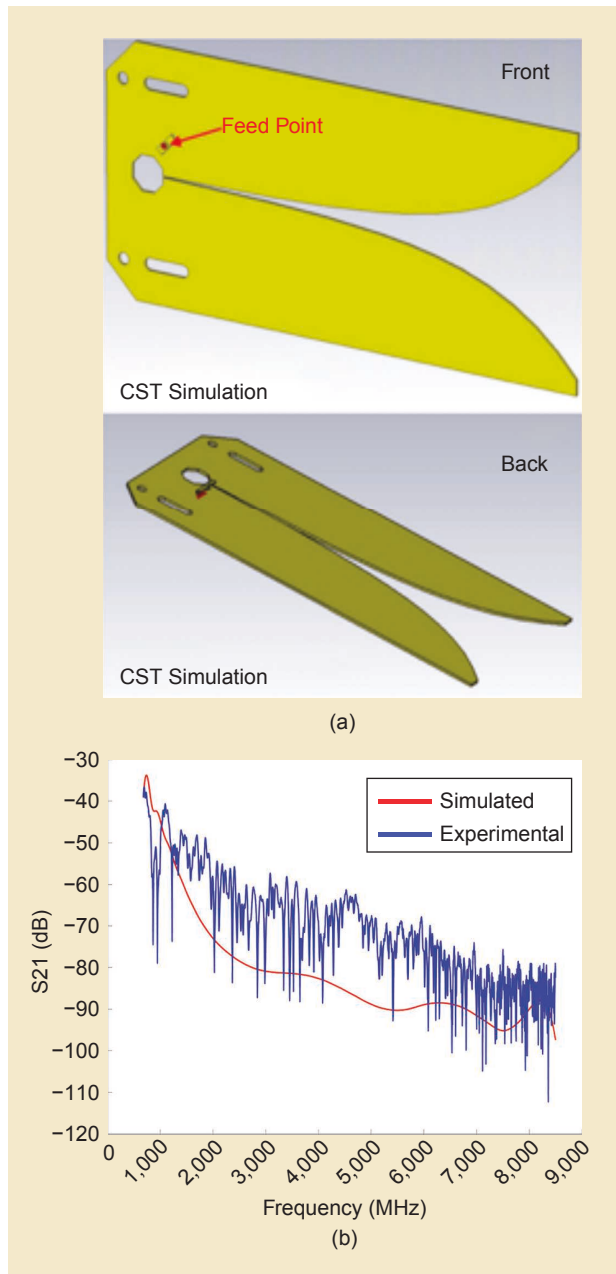 Front
Feed Point
CST Simulation
Back
CST Simulation
(a)
−30
−40
−50
−60
−70
−80
−90
−100
−110
−120
S21 (dB)
Simulated
Experimental
0
1,000
2,000
3,000
4,000
5,000
6,000
7,000
8,000
9,000
Frequency (MHz)
(b)